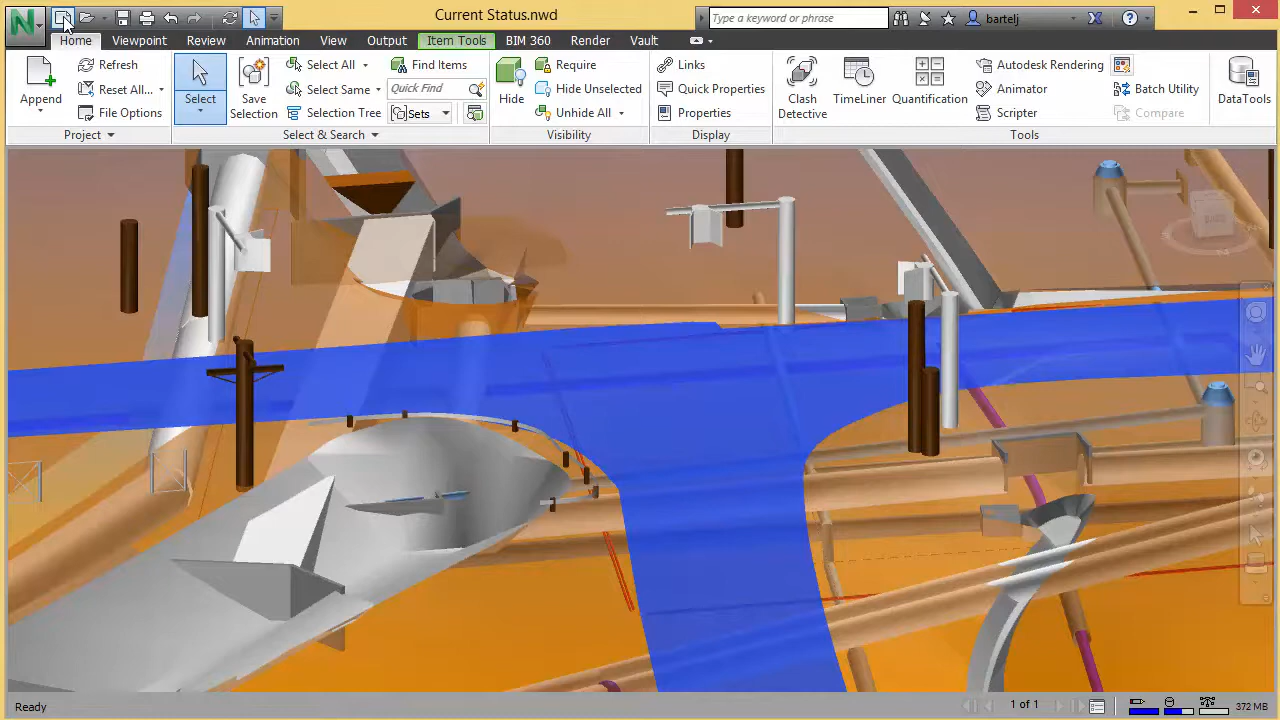 Current Status.nwd
Type a keyword or phrase
bartelj
Home
Viewpoint
Review
Animation
View
Output
Item Tools
BIM 360
Render
Vault
Append
Refresh
Reset All...
File Options
Project
Select
Save
Selection
Select All
Select Same
Selection Tree
Find Items
Quick Find
Sets
Select & Search
Hide
Require
Hide Unselected
Unhide All
Visibility
Links
Quick Properties
Properties
Display
Clash
Detective
TimeLiner
Quantification
Autodesk Rendering
Animator
Scripter
Batch Utility
Compare
DataTools
Tools
Ready
1 of 1
372 MB